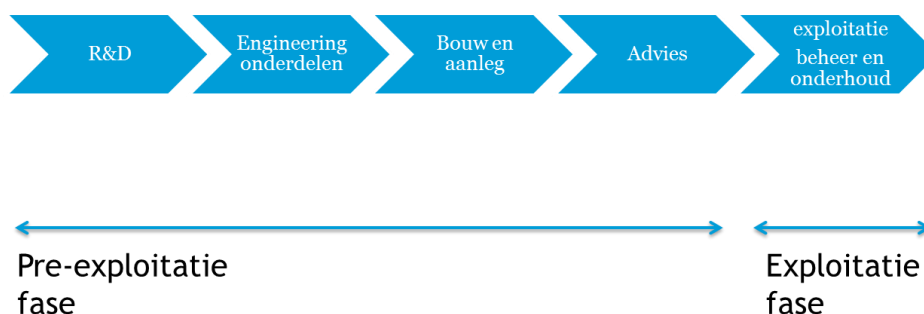 R&D
Engineering
onderdelen
Bouw en
aanleg
Advies
exploitatie
beheer en
onderhoud
Pre-exploitatie
fase
Exploitatie
fase